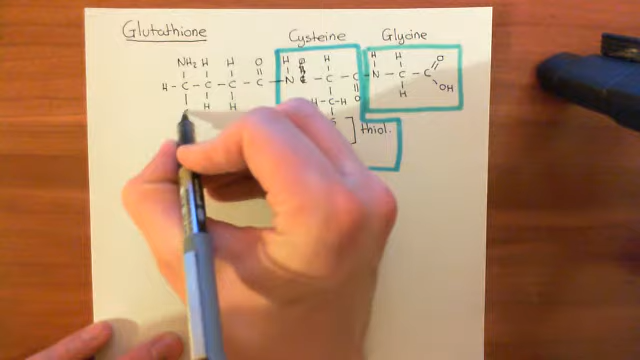 Glutathione
Cysteine
Glycine
NH₂ H H O H H H H
H - C - C - C - C - N - C - C - N - C - C O
H H H - C - H O H OH
S
thiol.